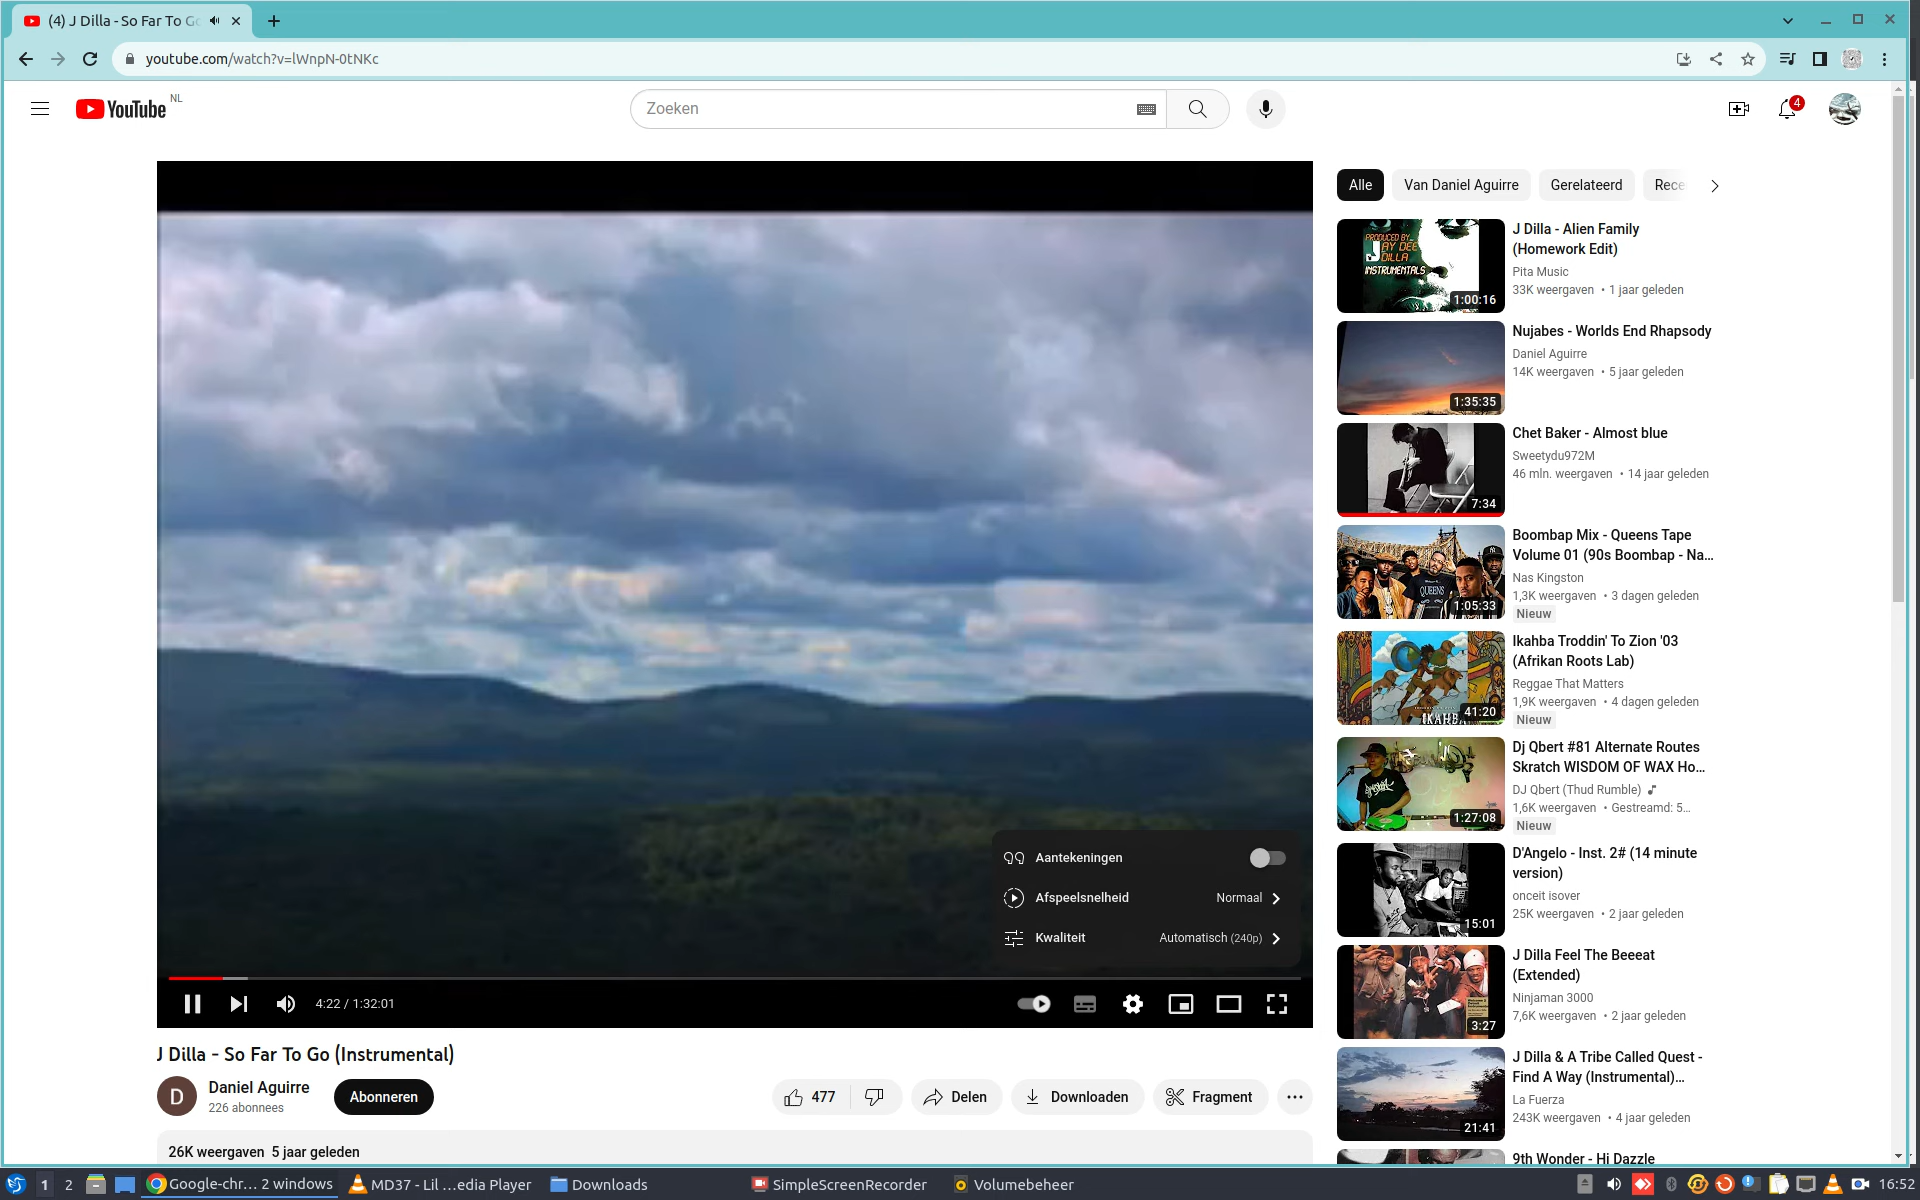 (4) J Dilla - So Far To G
youtube.com/watch?v=lWnpN-0tNKc
YouTube NL
Zoeken
4
Alle
Van Daniel Aguirre
Gerelateerd
Rece
PRODUCED BY
JAY DEE
DILLA
INSTRUMENTALS
1:00:16
J Dilla - Alien Family
(Homework Edit)
Pita Music
33K weergaven • 1 jaar geleden
1:35:35
Nujabes - Worlds End Rhapsody
Daniel Aguirre
14K weergaven • 5 jaar geleden
7:34
Chet Baker - Almost blue
Sweetydu972M
46 mln. weergaven • 14 jaar geleden
QUEENS
1:05:33
Boombap Mix - Queens Tape
Volume 01 (90s Boombap - Na...
Nas Kingston
1,3K weergaven • 3 dagen geleden
Nieuw
IKAHBA
41:20
Ikahba Troddin' To Zion '03
(Afrikan Roots Lab)
Reggae That Matters
1,9K weergaven • 4 dagen geleden
Nieuw
1:27:08
Dj Qbert #81 Alternate Routes
Skratch WISDOM OF WAX Ho...
DJ Qbert (Thud Rumble)
1,6K weergaven • Gestreamd: 5...
Nieuw
15:01
D'Angelo - Inst. 2# (14 minute
version)
onceit isover
25K weergaven • 2 jaar geleden
3:27
J Dilla Feel The Beeeat
(Extended)
Ninjaman 3000
7,6K weergaven • 2 jaar geleden
21:41
J Dilla & A Tribe Called Quest -
Find A Way (Instrumental)...
La Fuerza
243K weergaven • 4 jaar geleden
9th Wonder - Hi Dazzle
Aantekeningen
Afspeelsnelheid Normaal
Kwaliteit Automatisch (240p)
4:22 / 1:32:01
J Dilla - So Far To Go (Instrumental)
D
Daniel Aguirre
226 abonnees
Abonneren
477
Delen
Downloaden
Fragment
26K weergaven 5 jaar geleden
1 2 Google-chr... 2 windows MD37 - Lil ...edia Player Downloads SimpleScreenRecorder Volumebeheer 16:52